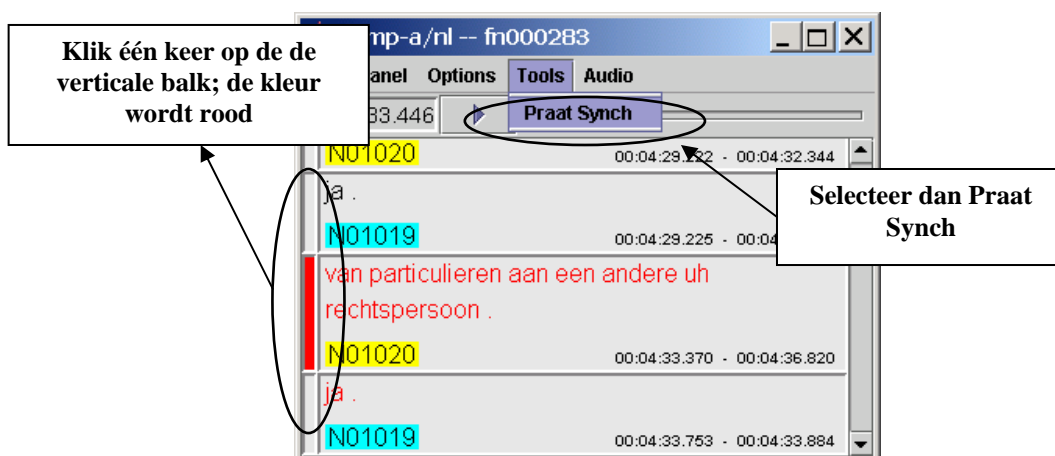 Klik één keer op de de
verticale balk; de kleur
wordt rood
mp-a/nl -- fn000283
anel Options Tools Audio
33.446 Praat Synch
N01020 00:04:29.222 - 00:04:32.344
ja .
N01019 00:04:29.225 - 00:04
Selecteer dan Praat
Synch
van particulieren aan een andere uh
rechtspersoon .
N01020 00:04:33.370 - 00:04:36.820
ja .
N01019 00:04:33.753 - 00:04:33.884